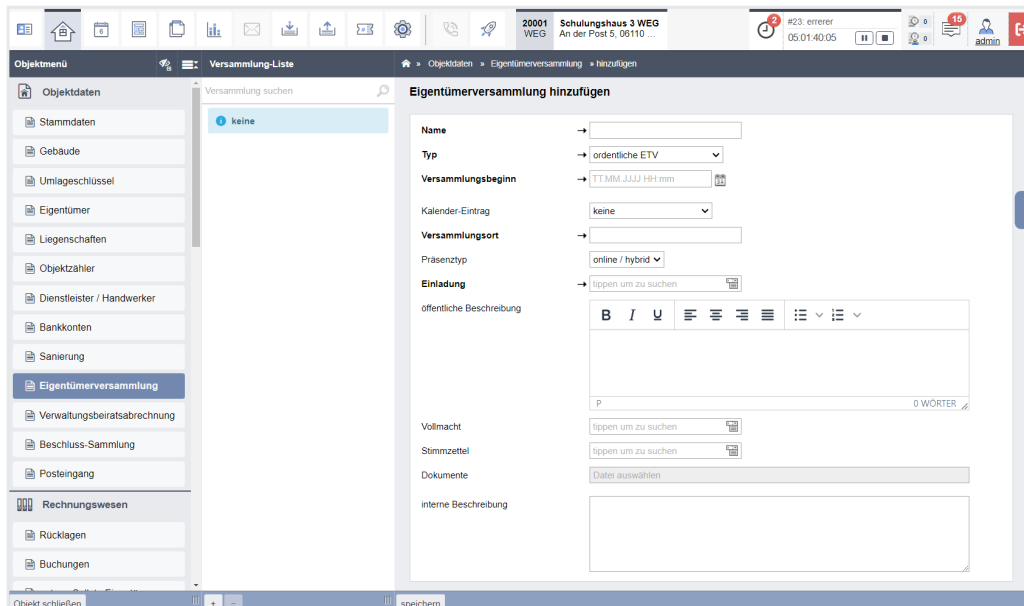 6
20001
WEG
Schulungshaus 3 WEG
An der Post 5, 06110 ...
2
#23: errerer
05:01:40:05
0
0
15
admin
Objektmenü
Versammlung-Liste
» Objektdaten » Eigentümerversammlung » hinzufügen
Objektdaten
Stammdaten
Gebäude
Umlageschlüssel
Eigentümer
Liegenschaften
Objektzähler
Dienstleister / Handwerker
Bankkonten
Sanierung
Eigentümerversammlung
Verwaltungsbeiratsabrechnung
Beschluss-Sammlung
Posteingang
Rechnungswesen
Rücklagen
Buchungen
Objekt schließen
Versammlung suchen
keine
+ −
Eigentümerversammlung hinzufügen
Name
Typ → ordentliche ETV
Versammlungsbeginn → TT.MM.JJJJ HH:mm
Kalender-Eintrag keine
Versammlungsort →
Präsenztyp online / hybrid
Einladung → tippen um zu suchen
öffentliche Beschreibung
B I U
P 0 WÖRTER
Vollmacht tippen um zu suchen
Stimmzettel tippen um zu suchen
Dokumente Datei auswählen
interne Beschreibung
speichern